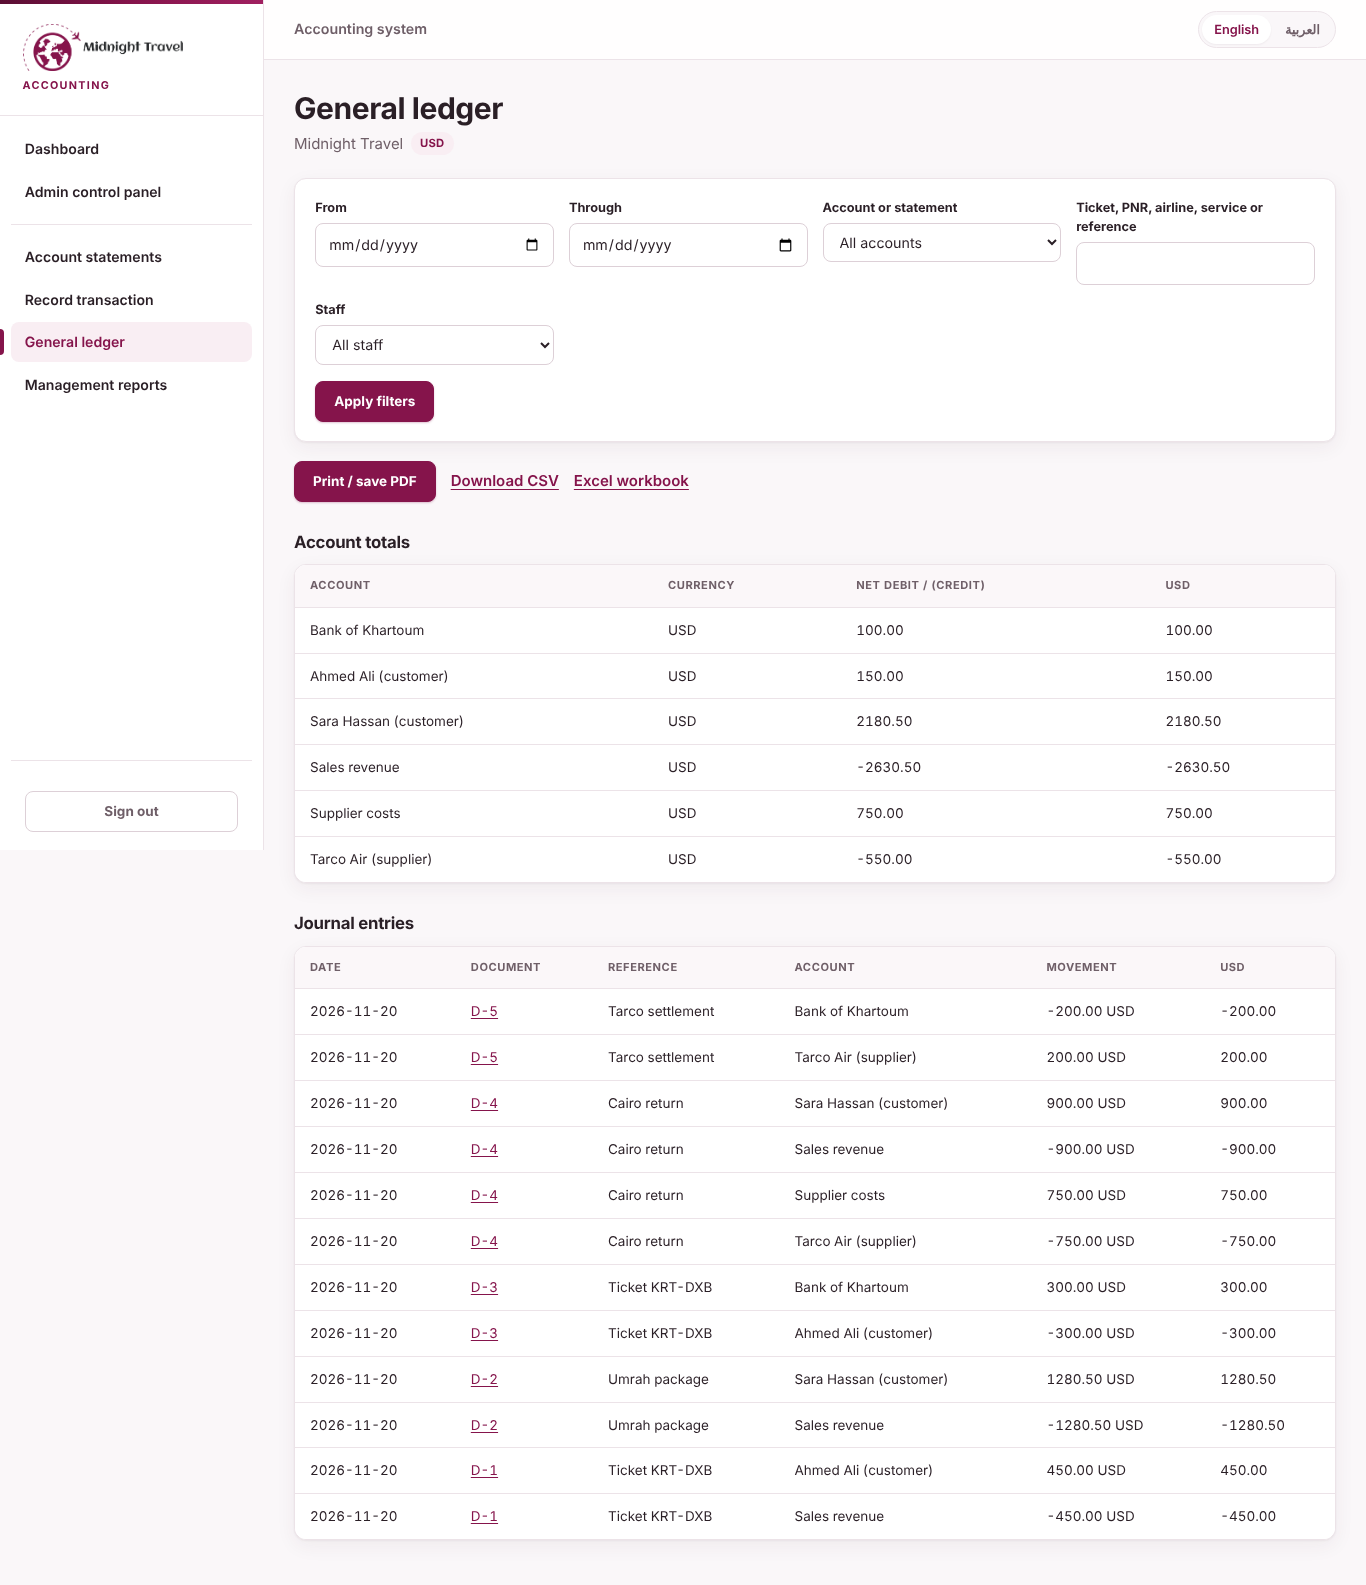 Midnight Travel
ACCOUNTING
Dashboard
Admin control panel
Account statements
Record transaction
General ledger
Management reports
Sign out
Accounting system
English العربية
General ledger
Midnight Travel USD
From
mm/dd/yyyy
Through
mm/dd/yyyy
Account or statement
All accounts
Ticket, PNR, airline, service or
reference
Staff
All staff
Apply filters
Print / save PDF Download CSV Excel workbook
Account totals
ACCOUNT CURRENCY NET DEBIT / (CREDIT) USD
Bank of Khartoum USD 100.00 100.00
Ahmed Ali (customer) USD 150.00 150.00
Sara Hassan (customer) USD 2180.50 2180.50
Sales revenue USD -2630.50 -2630.50
Supplier costs USD 750.00 750.00
Tarco Air (supplier) USD -550.00 -550.00
Journal entries
DATE DOCUMENT REFERENCE ACCOUNT MOVEMENT USD
2026-11-20 D-5 Tarco settlement Bank of Khartoum -200.00 USD -200.00
2026-11-20 D-5 Tarco settlement Tarco Air (supplier) 200.00 USD 200.00
2026-11-20 D-4 Cairo return Sara Hassan (customer) 900.00 USD 900.00
2026-11-20 D-4 Cairo return Sales revenue -900.00 USD -900.00
2026-11-20 D-4 Cairo return Supplier costs 750.00 USD 750.00
2026-11-20 D-4 Cairo return Tarco Air (supplier) -750.00 USD -750.00
2026-11-20 D-3 Ticket KRT-DXB Bank of Khartoum 300.00 USD 300.00
2026-11-20 D-3 Ticket KRT-DXB Ahmed Ali (customer) -300.00 USD -300.00
2026-11-20 D-2 Umrah package Sara Hassan (customer) 1280.50 USD 1280.50
2026-11-20 D-2 Umrah package Sales revenue -1280.50 USD -1280.50
2026-11-20 D-1 Ticket KRT-DXB Ahmed Ali (customer) 450.00 USD 450.00
2026-11-20 D-1 Ticket KRT-DXB Sales revenue -450.00 USD -450.00